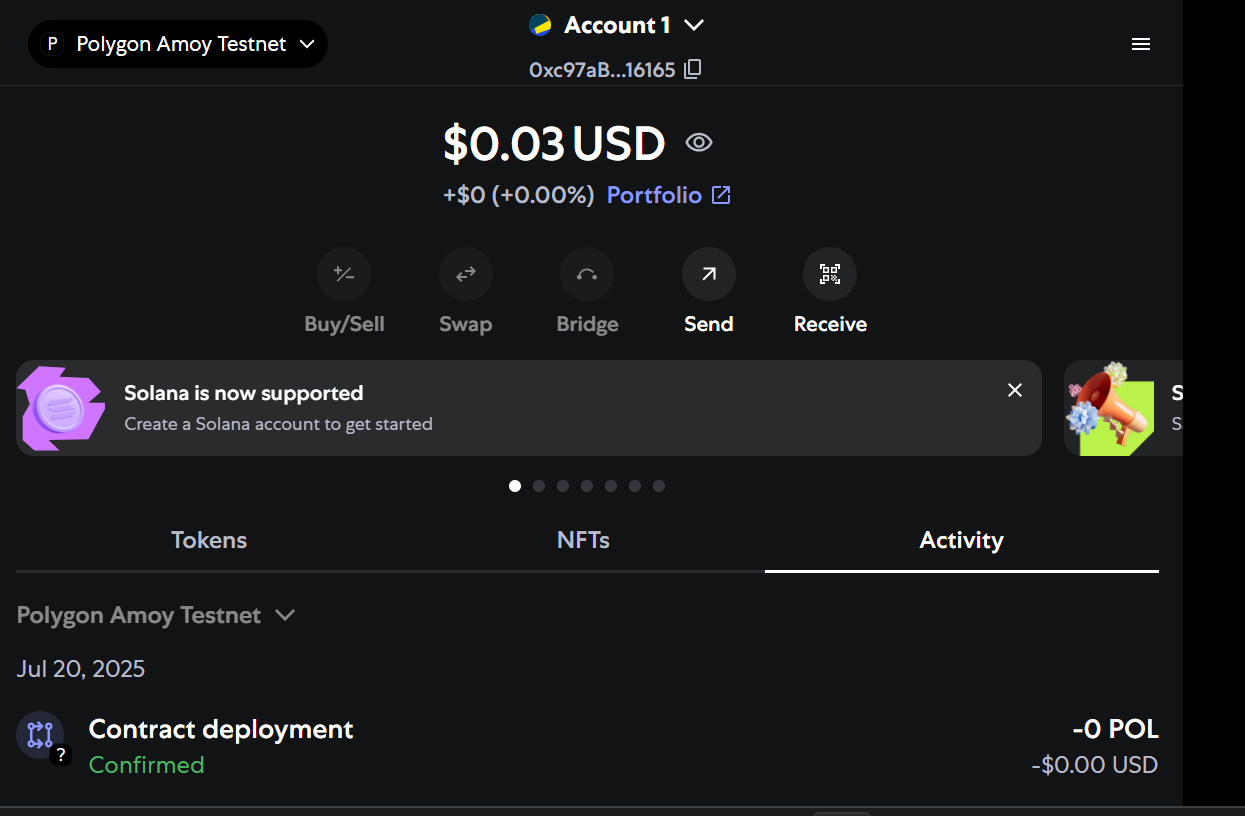 P Polygon Amoy Testnet
Account 1
0xc97aB...16165
$0.03 USD
+$0 (+0.00%) Portfolio
Buy/Sell
Swap
Bridge
Send
Receive
Solana is now supported
Create a Solana account to get started
S
S
Tokens
NFTs
Activity
Polygon Amoy Testnet
Jul 20, 2025
Contract deployment
-0 POL
?
Confirmed
-$0.00 USD